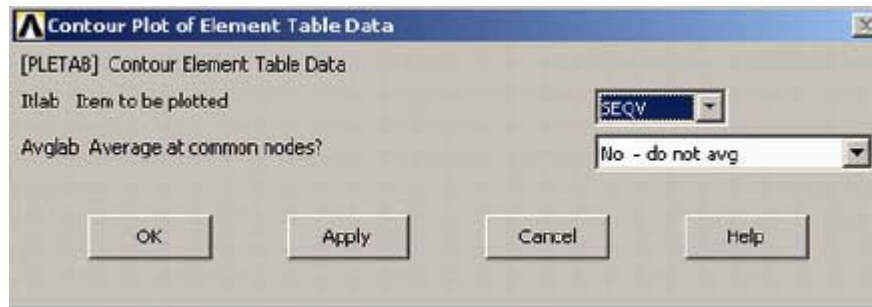 Contour Plot of Element Table Data
[PLETAB] Contour Element Table Data
Itlab Item to be plotted
SEQV
Avglab Average at common nodes?
No - do not avg
OK Apply Cancel Help